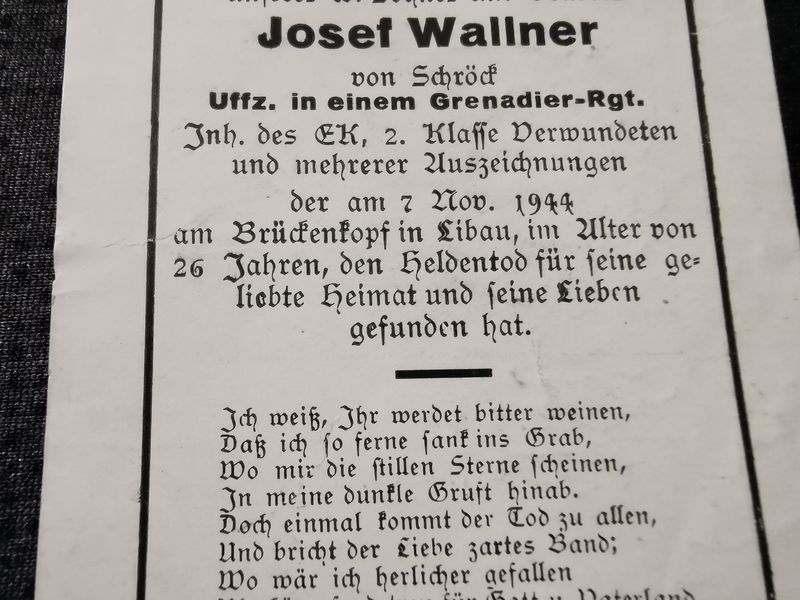 Josef Wallner
von Schröck
Uffz. in einem Grenadier-Rgt.
Inh. des EK, 2. Klasse Verwundeten
und mehrerer Auszeichnungen
der am 7 Nov. 1944
am Brückenkopf in Libau, im Alter von
26 Jahren, den Heldentod für seine ge-
liebte Heimat und seine Lieben
gefunden hat.
Ich weiß, Ihr werdet bitter weinen,
Daß ich so ferne sank ins Grab,
Wo mir die stillen Sterne scheinen,
In meine dunkle Gruft hinab.
Doch einmal kommt der Tod zu allen,
Und bricht der Liebe zartes Band;
Wo wär ich herlicher gefallen
für Gott u. Vaterland